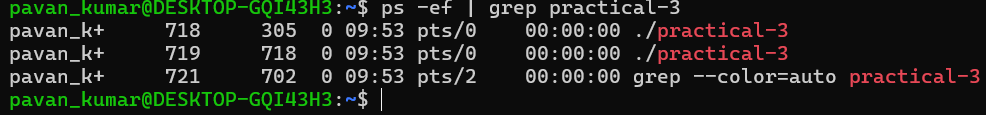 pavan_kumar@DESKTOP-GQI43H3:~$ ps -ef | grep practical-3
pavan_k+     718     305  0 09:53 pts/0    00:00:00 ./practical-3
pavan_k+     719     718  0 09:53 pts/0    00:00:00 ./practical-3
pavan_k+     721     702  0 09:53 pts/2    00:00:00 grep --color=auto practical-3
pavan_kumar@DESKTOP-GQI43H3:~$